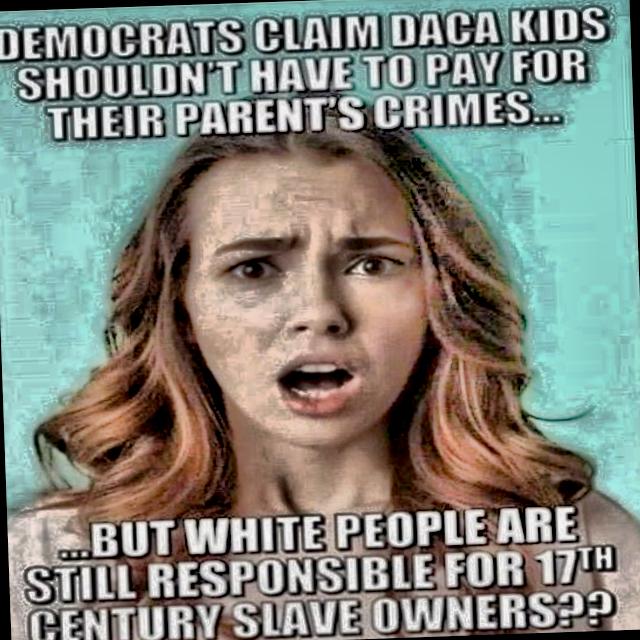 DEMOCRATS CLAIM DACA KIDS
SHOULDN'T HAVE TO PAY FOR
THEIR PARENT'S CRIMES...
...BUT WHITE PEOPLE ARE
STILL RESPONSIBLE FOR 17TH
CENTURY SLAVE OWNERS??